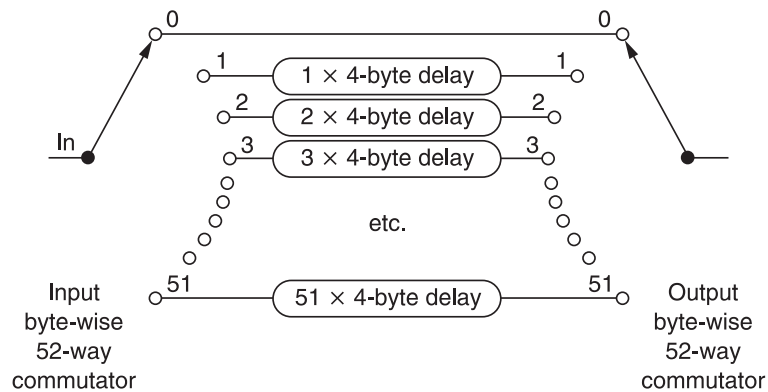 0 0
1 1 × 4-byte delay 1
2 2 × 4-byte delay 2
In
3 3 × 4-byte delay 3
etc.
51 51 × 4-byte delay 51
Input
byte-wise
52-way
commutator
Output
byte-wise
52-way
commutator